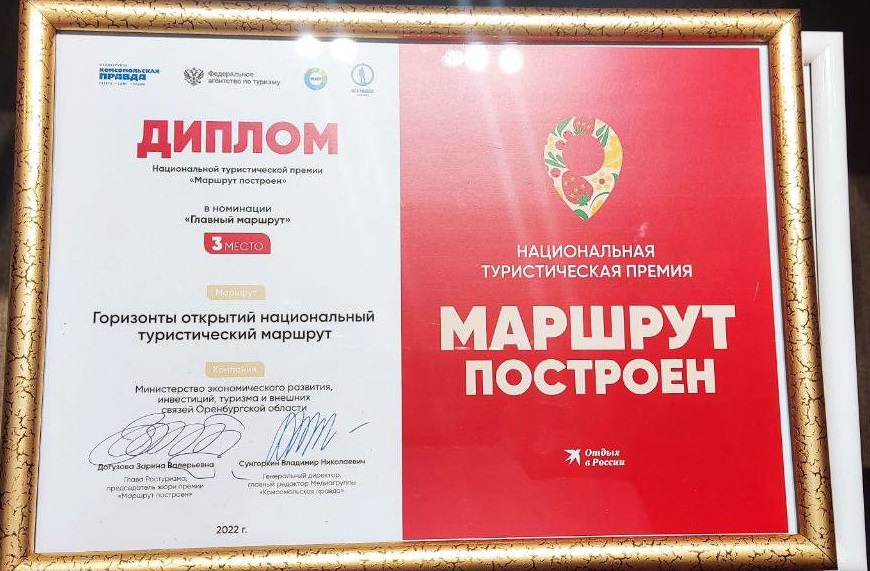 КОМСОМОЛЬСКАЯ
ПРАВДА
Федеральное
агентство по туризму
МИР
ДИПЛОМ
Национальной туристической премии
«Маршрут построен»
в номинации
«Главный маршрут»
3 МЕСТО
Маршрут
Горизонты открытий национальный
туристический маршрут
Компания
Министерство экономического развития,
инвестиций, туризма и внешних
связей Оренбургской области
Догузова Зарина Валерьевна
Глава Ростуризма,
председатель жюри премии
«Маршрут построен»
Сунгоркин Владимир Николаевич
Генеральный директор,
главный редактор Медиагруппы
«Комсомольская правда»
2022 г.
НАЦИОНАЛЬНАЯ
ТУРИСТИЧЕСКАЯ ПРЕМИЯ
МАРШРУТ
ПОСТРОЕН
Отдых
в России